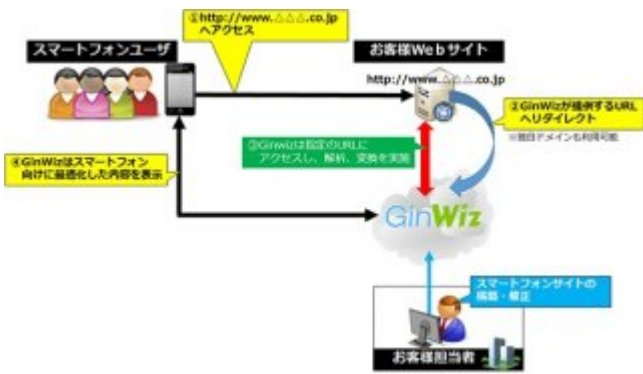 ①http://www.△△△.co.jp
へアクセス
スマートフォンユーザ
お客様Webサイト
http://www.△△△.co.jp
②GinWizが提供するURL
へリダイレクト
※独自ドメインも利用可能
③Ginwizは指定のURLに
アクセスし、解析、変換を実施
④GinWizはスマートフォン
向けに最適化した内容を表示
GinWiz
スマートフォンサイトの
構築・修正
お客様担当者